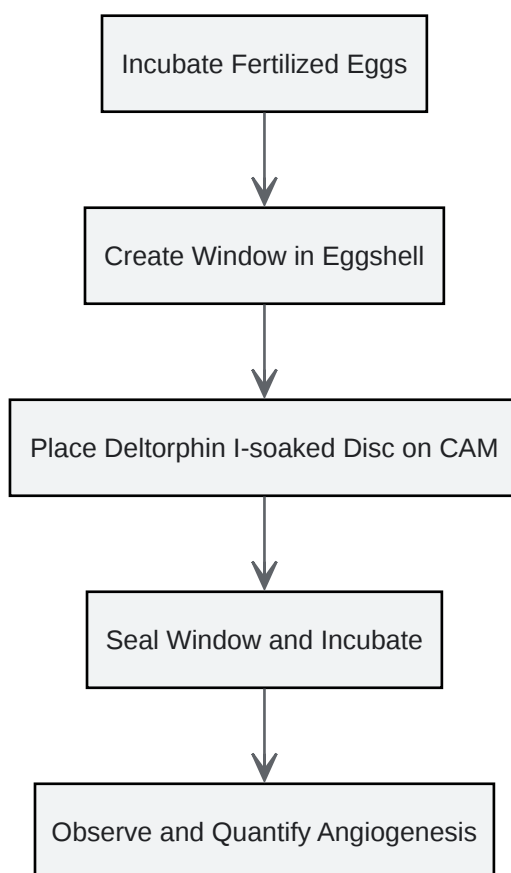 Incubate Fertilized Eggs
Create Window in Eggshell
Place Deltorphin I-soaked Disc on CAM
Seal Window and Incubate
Observe and Quantify Angiogenesis